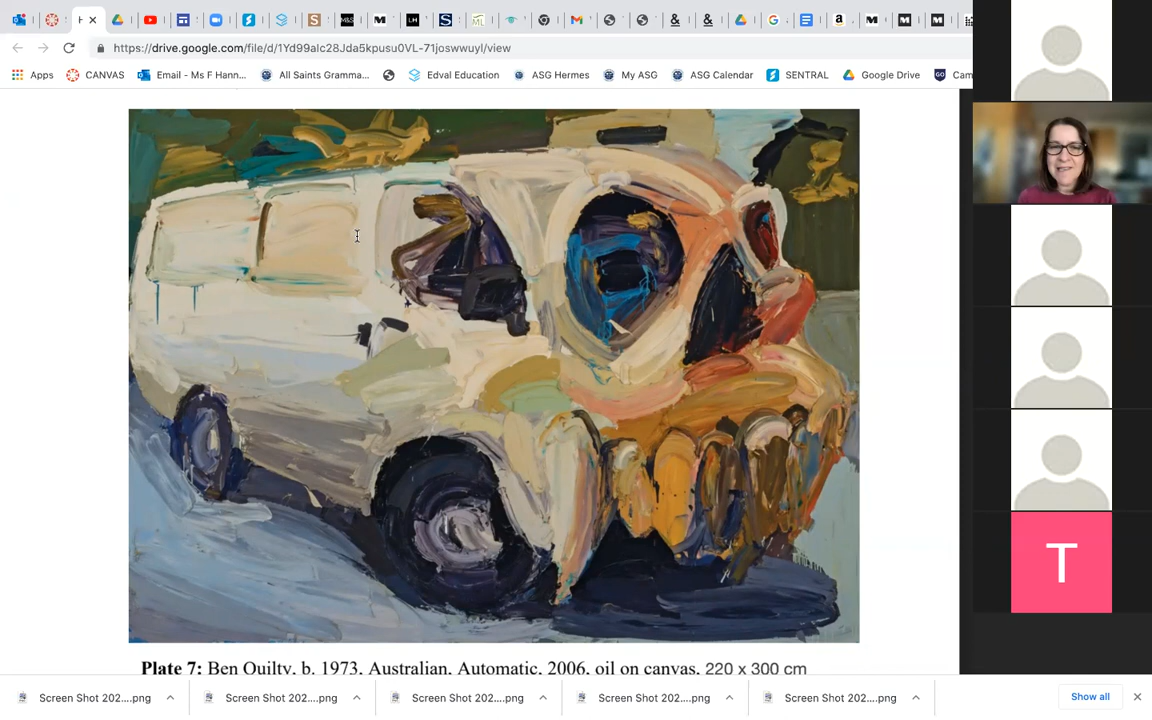 H
https://drive.google.com/file/d/1Yd99alc28Jda5kpusu0VL-71joswwuyl/view
Apps CANVAS Email - Ms F Hann... All Saints Gramma... Edval Education ASG Hermes My ASG ASG Calendar SENTRAL Google Drive Cam
Plate 7: Ben Quilty, b. 1973, Australian, Automatic, 2006, oil on canvas, 220 x 300 cm
T
Screen Shot 202....png Screen Shot 202....png Screen Shot 202....png Screen Shot 202....png Screen Shot 202....png Show all